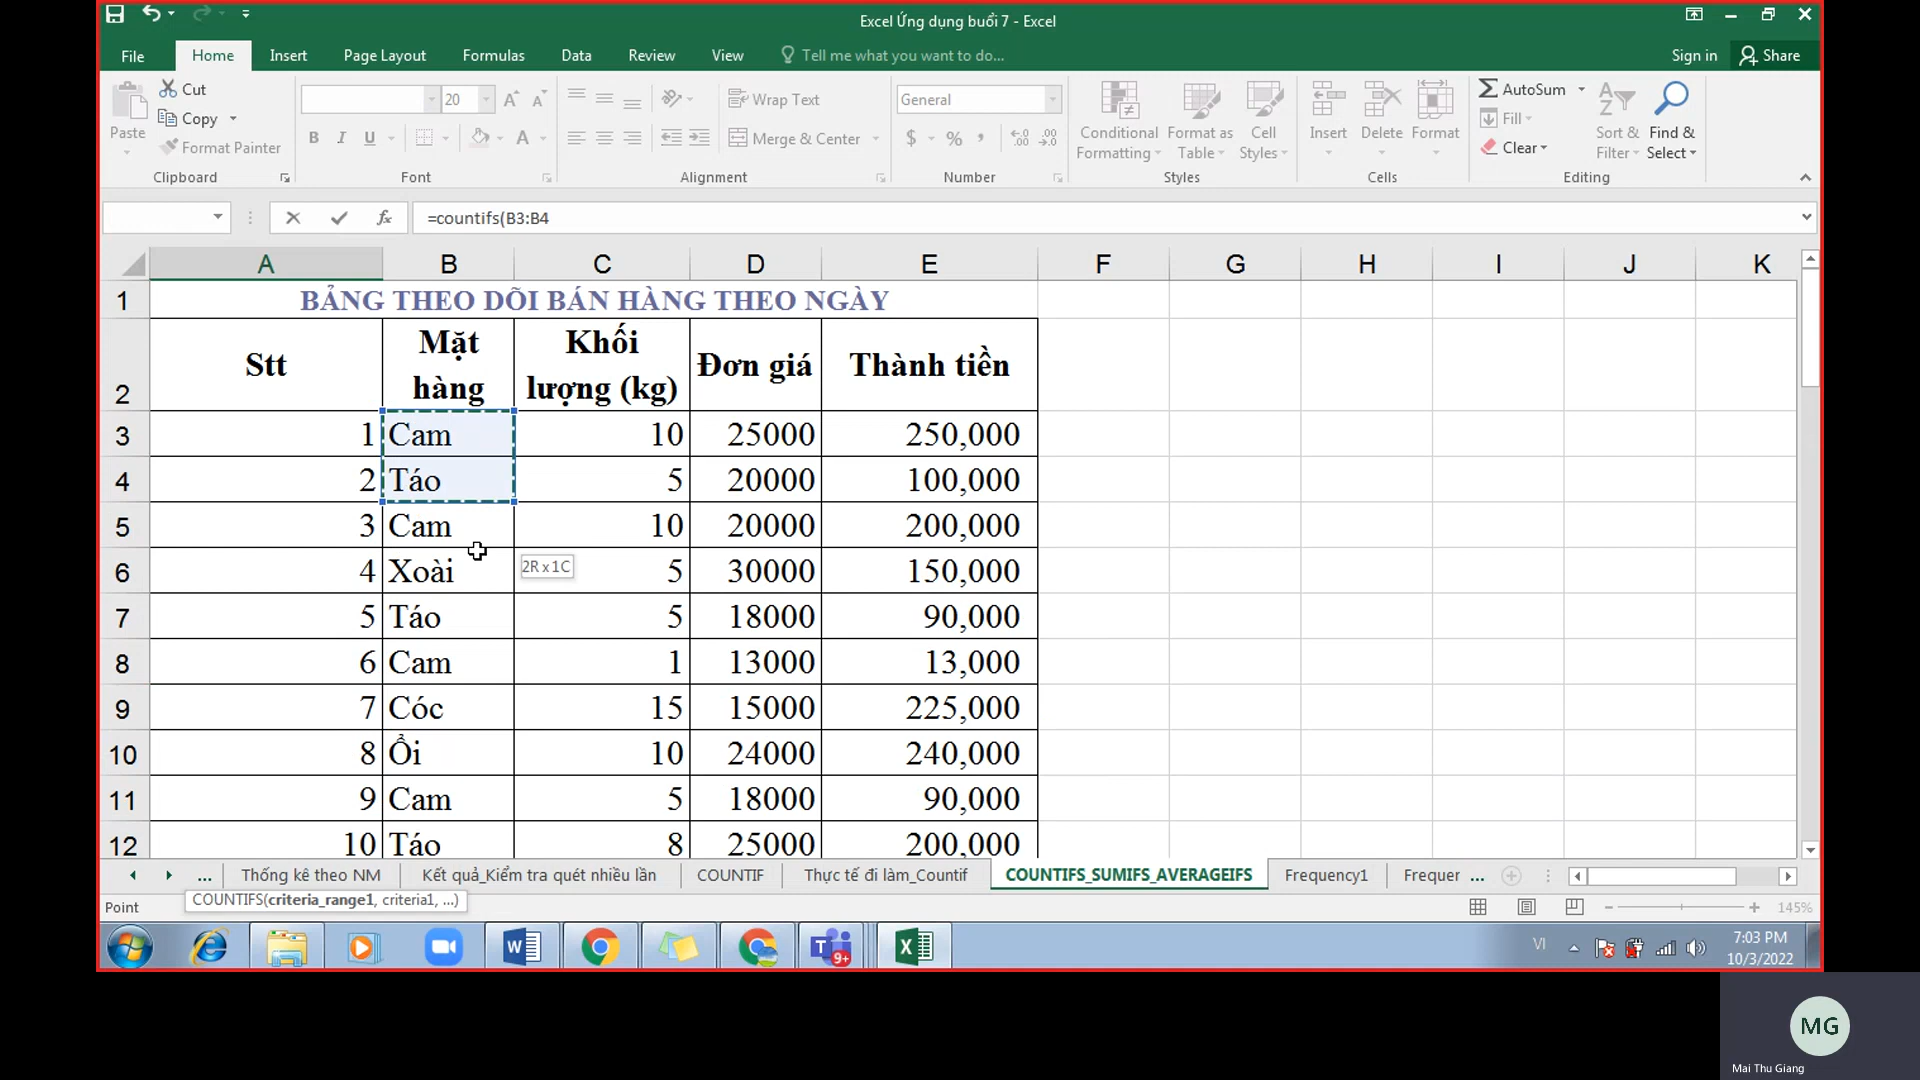 Excel Ứng dụng buổi 7 - Excel
File Home Insert Page Layout Formulas Data Review View Tell me what you want to do... Sign in Share
Paste Cut Copy Format Painter
Clipboard
20
B I U A
Font
Wrap Text
Merge & Center
Alignment
General
$ % ,
Number
Conditional Formatting Format as Table Cell Styles
Styles
Insert Delete Format
Cells
AutoSum Fill Clear Sort & Filter Find & Select
Editing
fx =countifs(B3:B4
A B C D E F G H I J K
1 BẢNG THEO DÕI BÁN HÀNG THEO NGÀY
2 Stt Mặt hàng Khối lượng (kg) Đơn giá Thành tiền
3 1 Cam 10 25000 250,000
4 2 Táo 5 20000 100,000
5 3 Cam 10 20000 200,000
6 4 Xoài 5 30000 150,000
2R x 1C
7 5 Táo 5 18000 90,000
8 6 Cam 1 13000 13,000
9 7 Cóc 15 15000 225,000
10 8 Ổi 10 24000 240,000
11 9 Cam 5 18000 90,000
12 10 Táo 8 25000 200,000
... Thống kê theo NM Kết quả_Kiểm tra quét nhiều lần COUNTIF Thực tế đi làm_Countif COUNTIFS_SUMIFS_AVERAGEIFS Frequency1 Frequer ...
COUNTIFS(criteria_range1, criteria1, ...)
Point 145%
9+ VI 7:03 PM
10/3/2022
MG
Mai Thu Giang